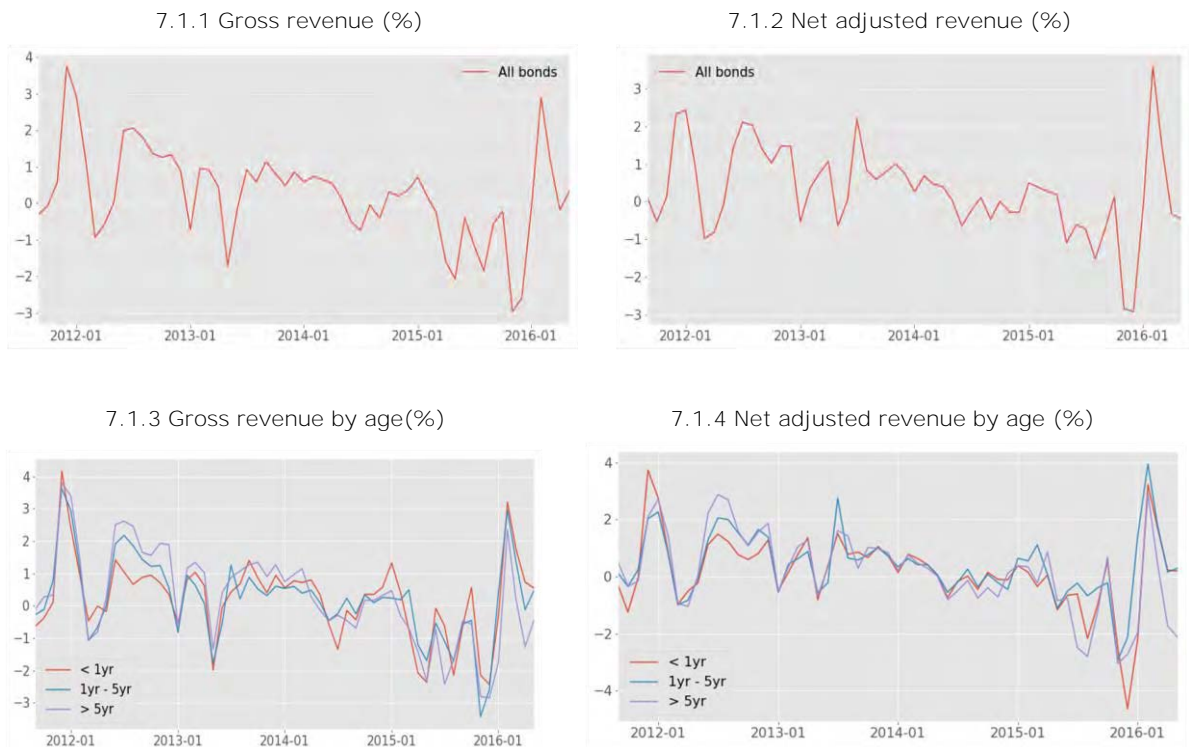 7.1.1 Gross revenue (%)
4
3
2
1
0
−1
−2
−3
All bonds
2012-01 2013-01 2014-01 2015-01 2016-01
7.1.2 Net adjusted revenue (%)
3
2
1
0
−1
−2
−3
All bonds
2012-01 2013-01 2014-01 2015-01 2016-01
7.1.3 Gross revenue by age(%)
4
3
2
1
0
−1
−2
−3
< 1yr
1yr - 5yr
> 5yr
2012-01 2013-01 2014-01 2015-01 2016-01
7.1.4 Net adjusted revenue by age (%)
4
2
0
−2
−4
< 1yr
1yr - 5yr
> 5yr
2012-01 2013-01 2014-01 2015-01 2016-01